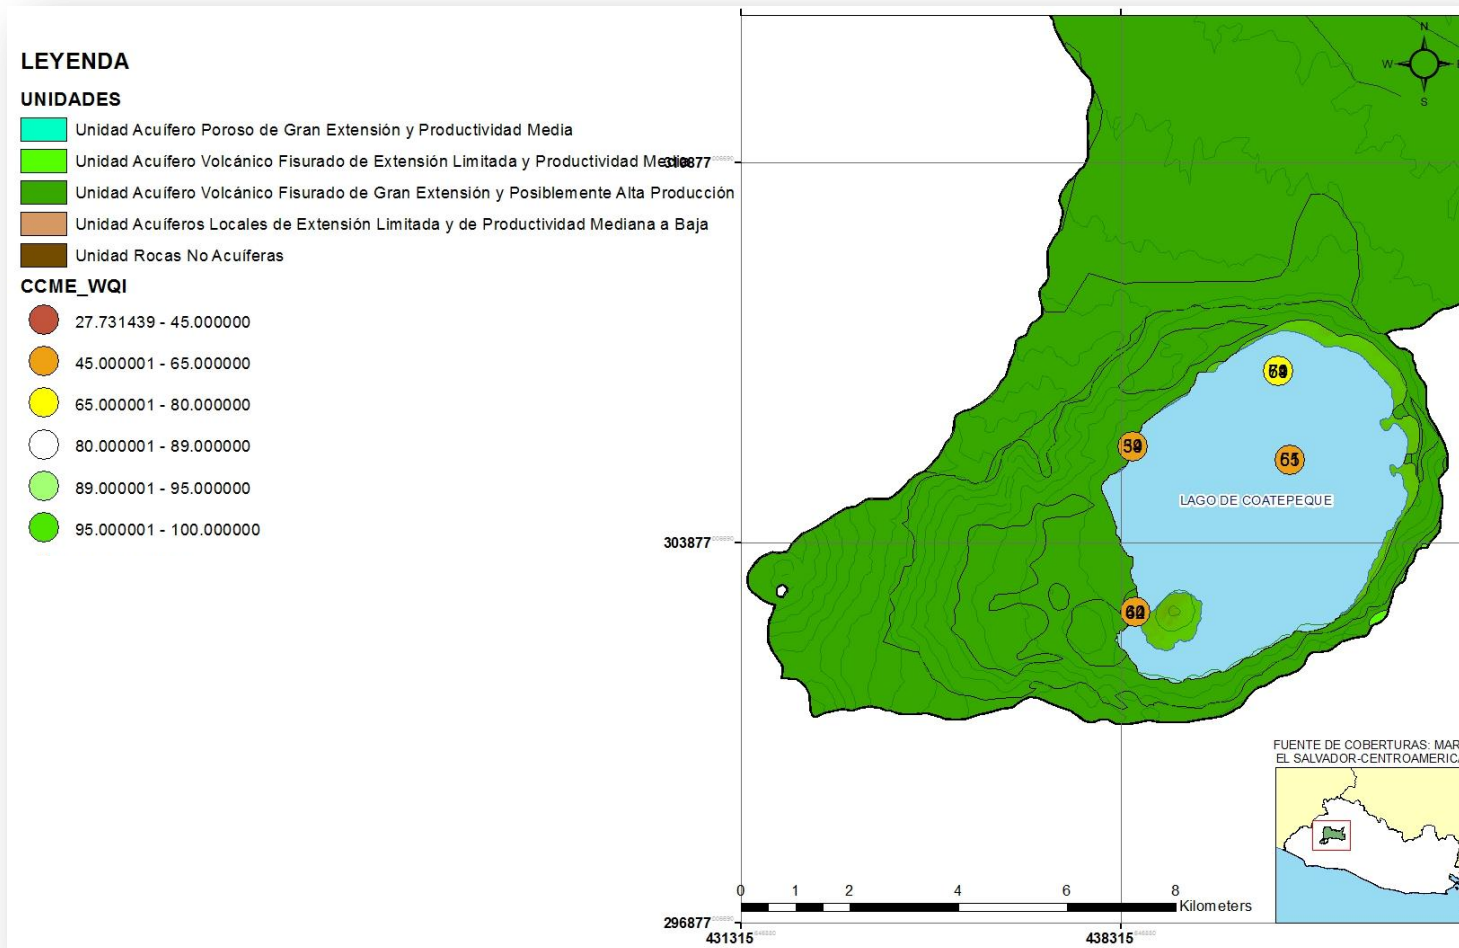 LEYENDA
UNIDADES
Unidad Acuífero Poroso de Gran Extensión y Productividad Media
Unidad Acuífero Volcánico Fisurado de Extensión Limitada y Productividad Media
Unidad Acuífero Volcánico Fisurado de Gran Extensión y Posiblemente Alta Producción
Unidad Acuíferos Locales de Extensión Limitada y de Productividad Mediana a Baja
Unidad Rocas No Acuíferas
CCME_WQI
27.731439 - 45.000000
45.000001 - 65.000000
65.000001 - 80.000000
80.000001 - 89.000000
89.000001 - 95.000000
95.000001 - 100.000000
N
W
S
310877
LAGO DE COATEPEQUE
303877
FUENTE DE COBERTURAS: MAR
EL SALVADOR-CENTROAMERICA
0 1 2 4 6 8
Kilometers
296877
431315
438315